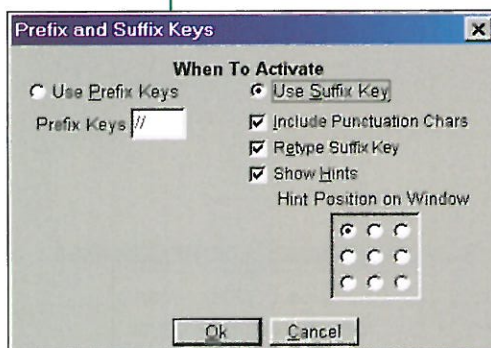 Prefix and Suffix Keys
When To Activate
Use Prefix Keys
Use Suffix Key
Prefix Keys //
Include Punctuation Chars
Retype Suffix Key
Show Hints
Hint Position on Window
Ok
Cancel